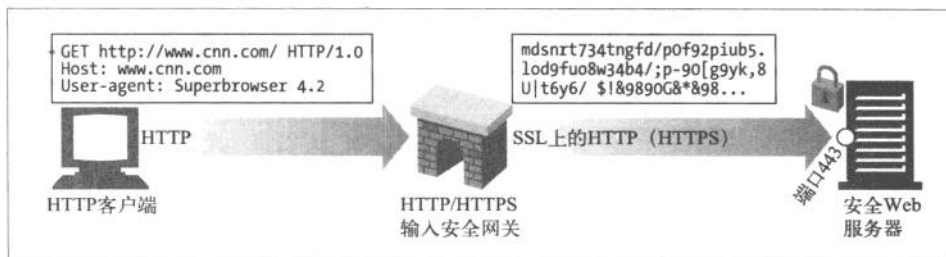 GET http://www.cnn.com/ HTTP/1.0
Host: www.cnn.com
User-agent: Superbrowser 4.2
mdsnrt734tngfd/pOf92piub5.
lod9fuo8w34b4/;p-9O[g9yk,8
U|t6y6/ $!&989OG&*&98...
HTTP
SSL上的HTTP（HTTPS）
端口443
HTTP客户端
HTTP/HTTPS
输入安全网关
安全Web
服务器